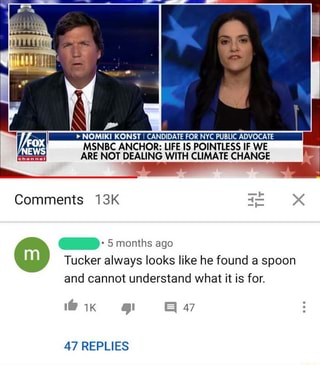 ▶ NOMIKI KONST | CANDIDATE FOR NYC PUBLIC ADVOCATE
FOX
NEWS
channel
MSNBC ANCHOR: LIFE IS POINTLESS IF WE
ARE NOT DEALING WITH CLIMATE CHANGE
Comments 13K
m
• 5 months ago
Tucker always looks like he found a spoon
and cannot understand what it is for.
1K 47
47 REPLIES